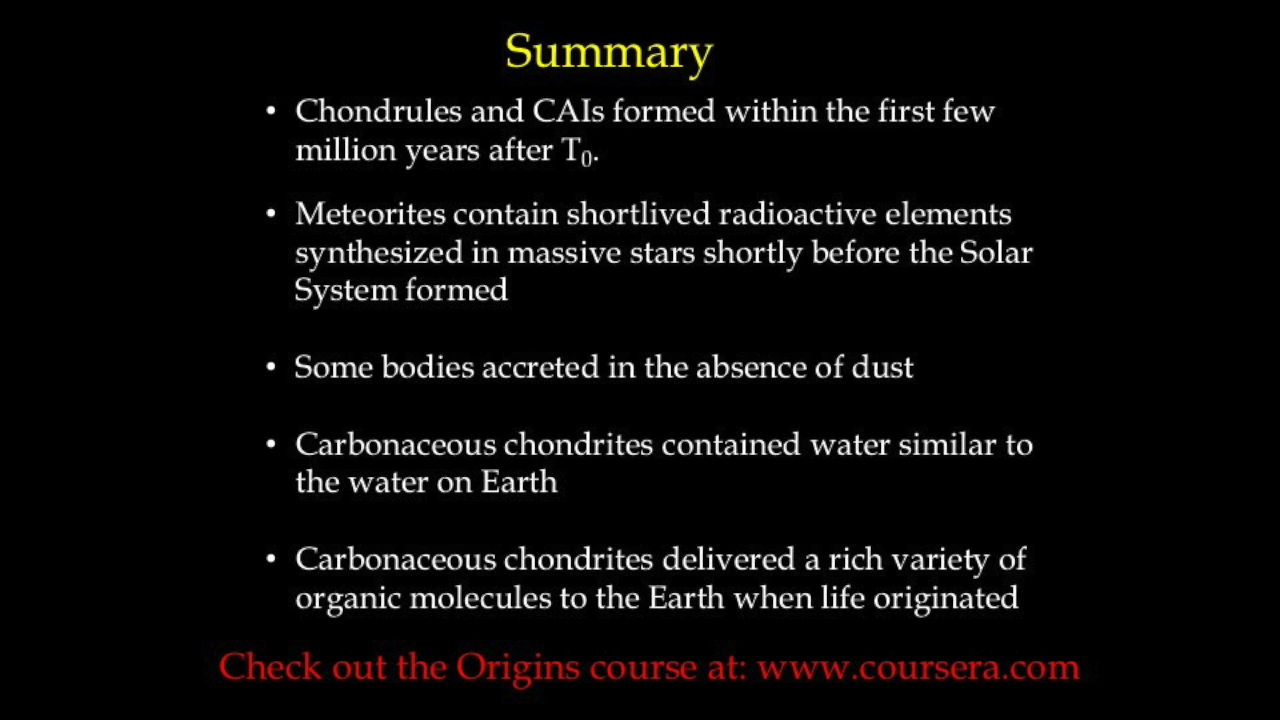 Summary
• Chondrules and CAIs formed within the first few
million years after T₀.
• Meteorites contain shortlived radioactive elements
synthesized in massive stars shortly before the Solar
System formed
• Some bodies accreted in the absence of dust
• Carbonaceous chondrites contained water similar to
the water on Earth
• Carbonaceous chondrites delivered a rich variety of
organic molecules to the Earth when life originated
Check out the Origins course at: www.coursera.com